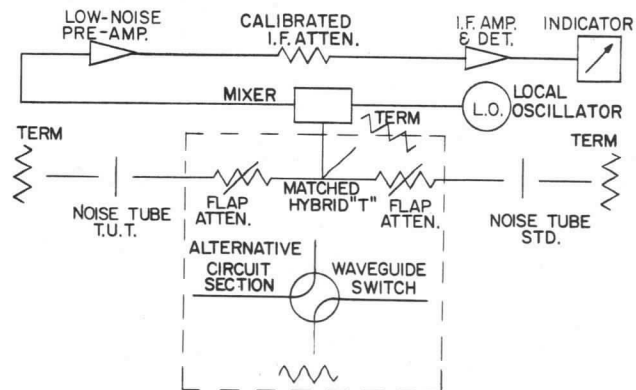 LOW-NOISE
PRE-AMP.
CALIBRATED
I.F. ATTEN.
I.F. AMP.
& DET.
INDICATOR
MIXER
L.O.
LOCAL
OSCILLATOR
TERM
TERM
TERM
NOISE TUBE
T.U.T.
FLAP
ATTEN.
MATCHED
HYBRID "T"
FLAP
ATTEN.
NOISE TUBE
STD.
ALTERNATIVE
CIRCUIT
SECTION
WAVEGUIDE
SWITCH